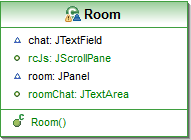 Room
chat: JTextField
rcJs: JScrollPane
room: JPanel
roomChat: JTextArea
Room()